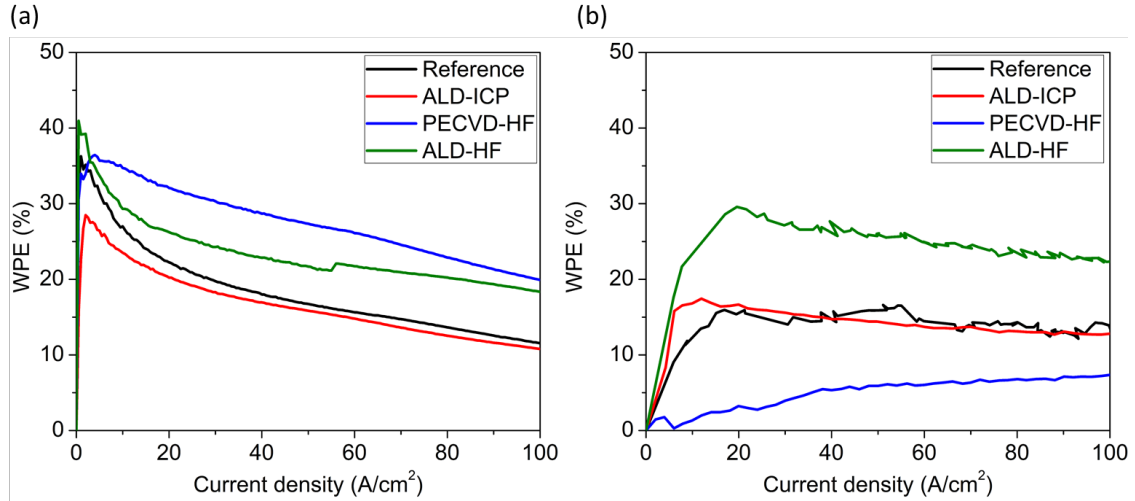 (a)
50
40
30
20
10
0
WPE (%)
Reference
ALD-ICP
PECVD-HF
ALD-HF
0 20 40 60 80 100
Current density (A/cm²)
(b)
50
40
30
20
10
0
WPE (%)
Reference
ALD-ICP
PECVD-HF
ALD-HF
0 20 40 60 80 100
Current density (A/cm²)